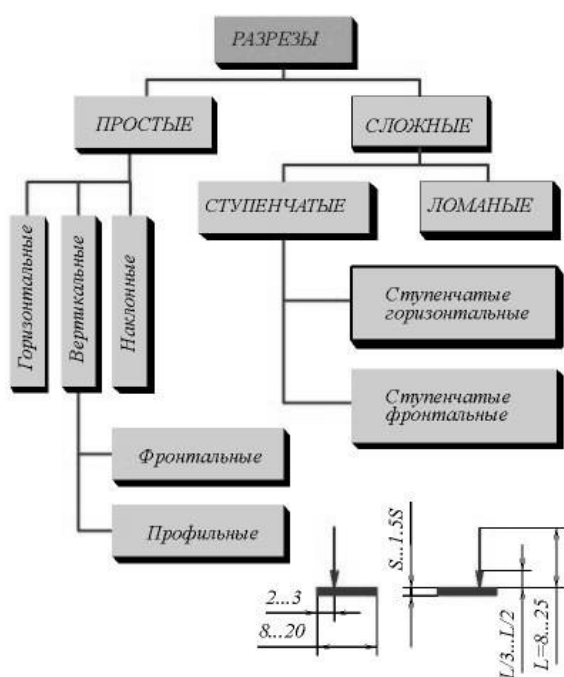 РАЗРЕЗЫ
ПРОСТЫЕ
СЛОЖНЫЕ
СТУПЕНЧАТЫЕ
ЛОМАНЫЕ
Горизонтальные
Вертикальные
Наклонные
Ступенчатые
горизонтальные
Ступенчатые
фронтальные
Фронтальные
Профильные
2...3
8...20
S...1.5S
L/3...L/2
L=8...25